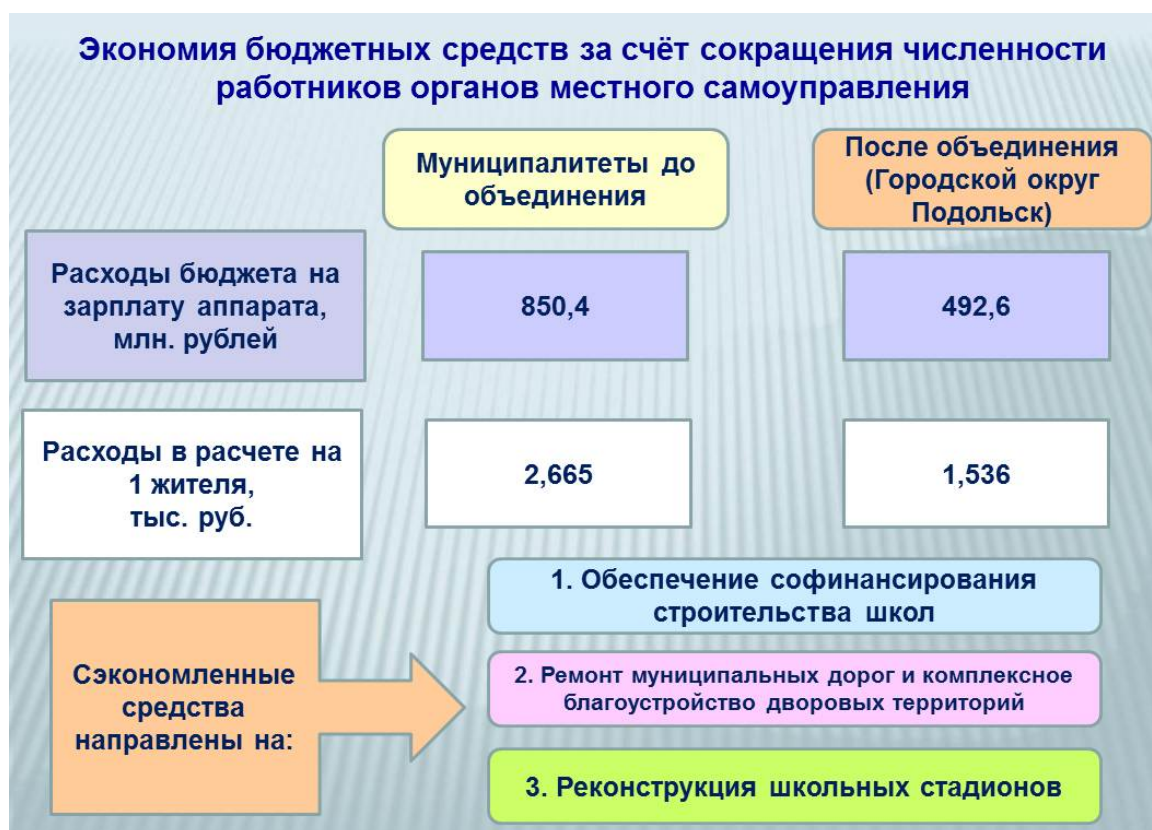 Экономия бюджетных средств за счёт сокращения численности
работников органов местного самоуправления
Муниципалитеты до
объединения
После объединения
(Городской округ
Подольск)
Расходы бюджета на
зарплату аппарата,
млн. рублей
850,4
492,6
Расходы в расчете на
1 жителя,
тыс. руб.
2,665
1,536
Сэкономленные
средства
направлены на:
1. Обеспечение софинансирования
строительства школ
2. Ремонт муниципальных дорог и комплексное
благоустройство дворовых территорий
3. Реконструкция школьных стадионов